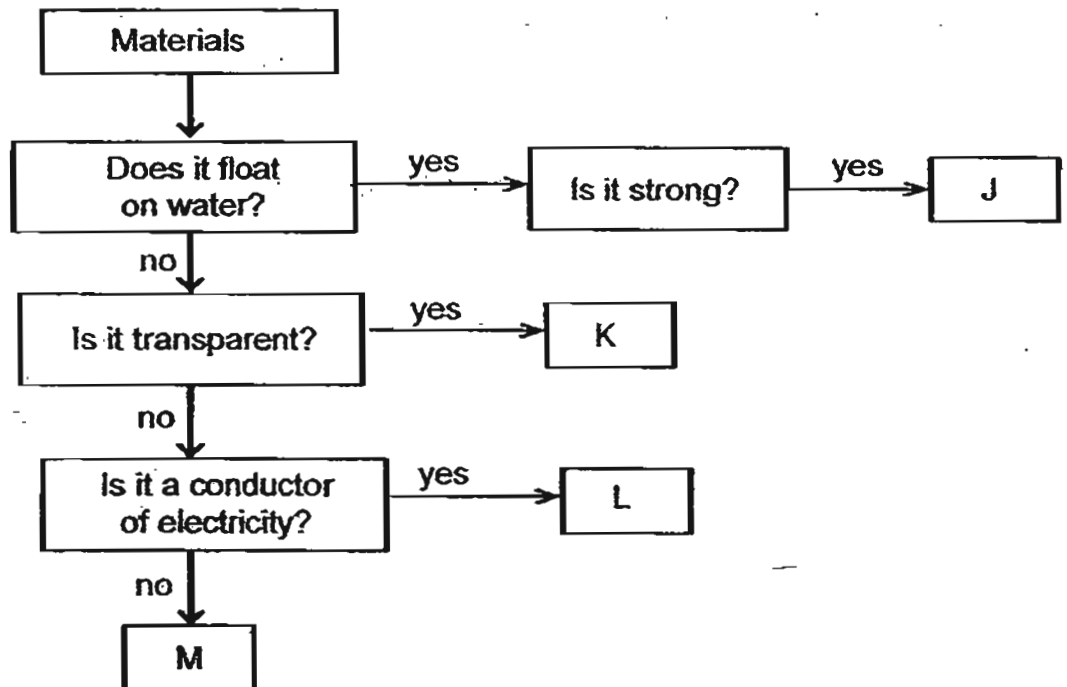 Materials
Does it float
on water?
yes
Is it strong?
yes
J
no
Is it transparent?
yes
K
no
Is it a conductor
of electricity?
yes
L
no
M